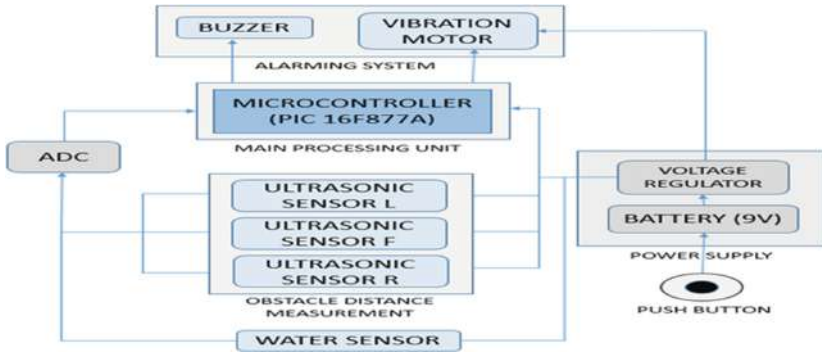 BUZZER
VIBRATION
MOTOR
ALARMING SYSTEM
MICROCONTROLLER
(PIC 16F877A)
MAIN PROCESSING UNIT
ADC
ULTRASONIC
SENSOR L
ULTRASONIC
SENSOR F
ULTRASONIC
SENSOR R
OBSTACLE DISTANCE
MEASUREMENT
WATER SENSOR
VOLTAGE
REGULATOR
BATTERY (9V)
POWER SUPPLY
PUSH BUTTON